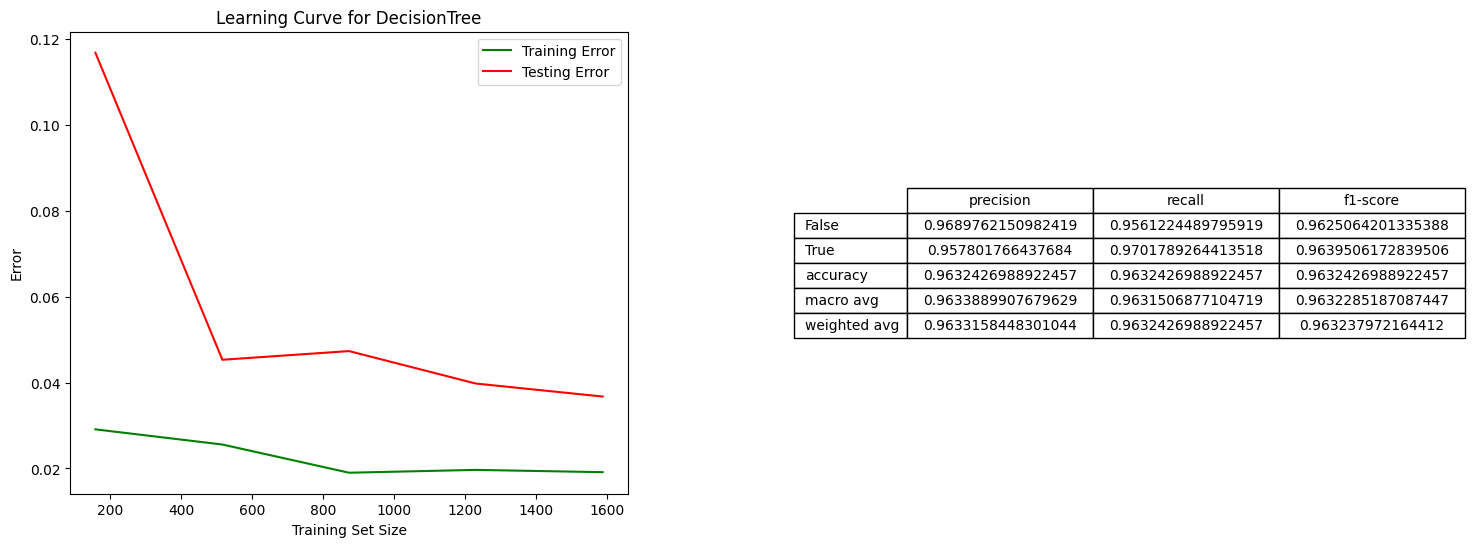 Learning Curve for DecisionTree
Training Error
Testing Error
0.12
0.10
0.08
0.06
0.04
0.02
Error
200 400 600 800 1000 1200 1400 1600
Training Set Size
precision recall f1-score
False 0.9689762150982419 0.9561224489795919 0.9625064201335388
True 0.957801766437684 0.9701789264413518 0.9639506172839506
accuracy 0.9632426988922457 0.9632426988922457 0.9632426988922457
macro avg 0.9633889907679629 0.9631506877104719 0.9632285187087447
weighted avg 0.9633158448301044 0.9632426988922457 0.963237972164412